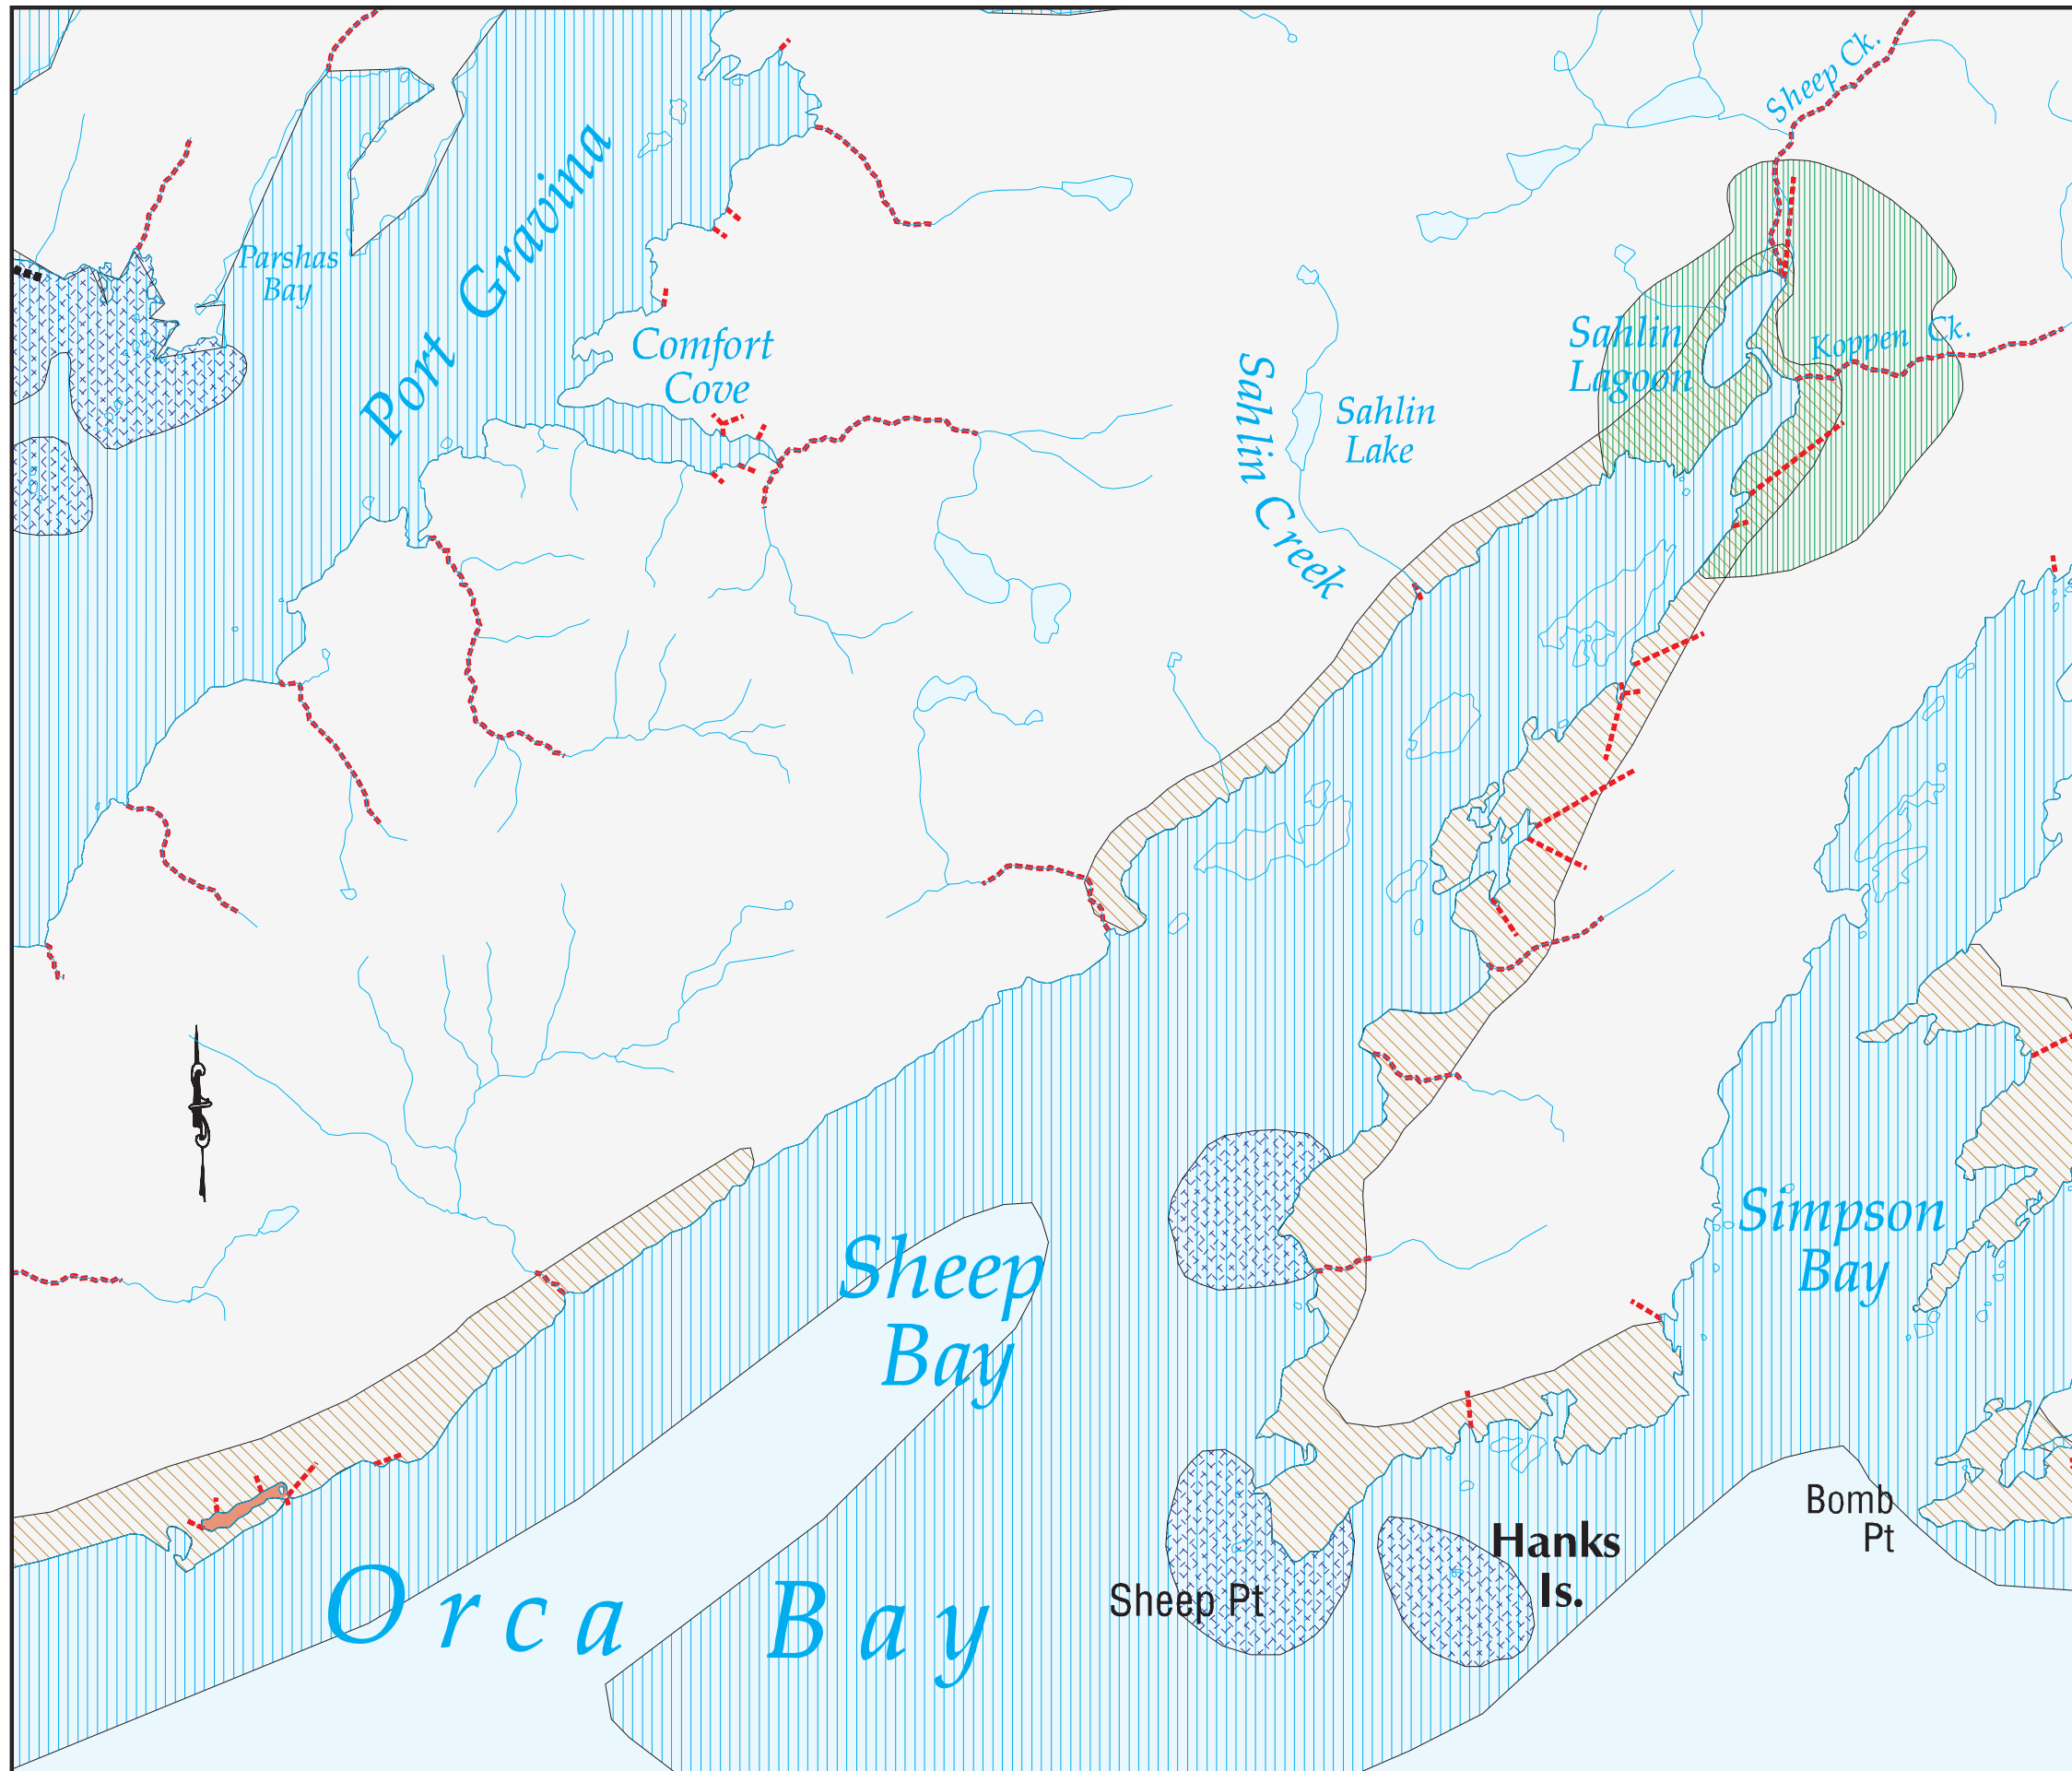 Sheep Ck.
Parshas
Bay
Port Gravina
Comfort
Cove
Sahlin
Lagoon
Koppen Ck.
Sahlin Creek
Sahlin
Lake
Simpson
Bay
Sheep
Bay
Bomb
Pt
Hanks
Is.
Sheep Pt
Orca Bay